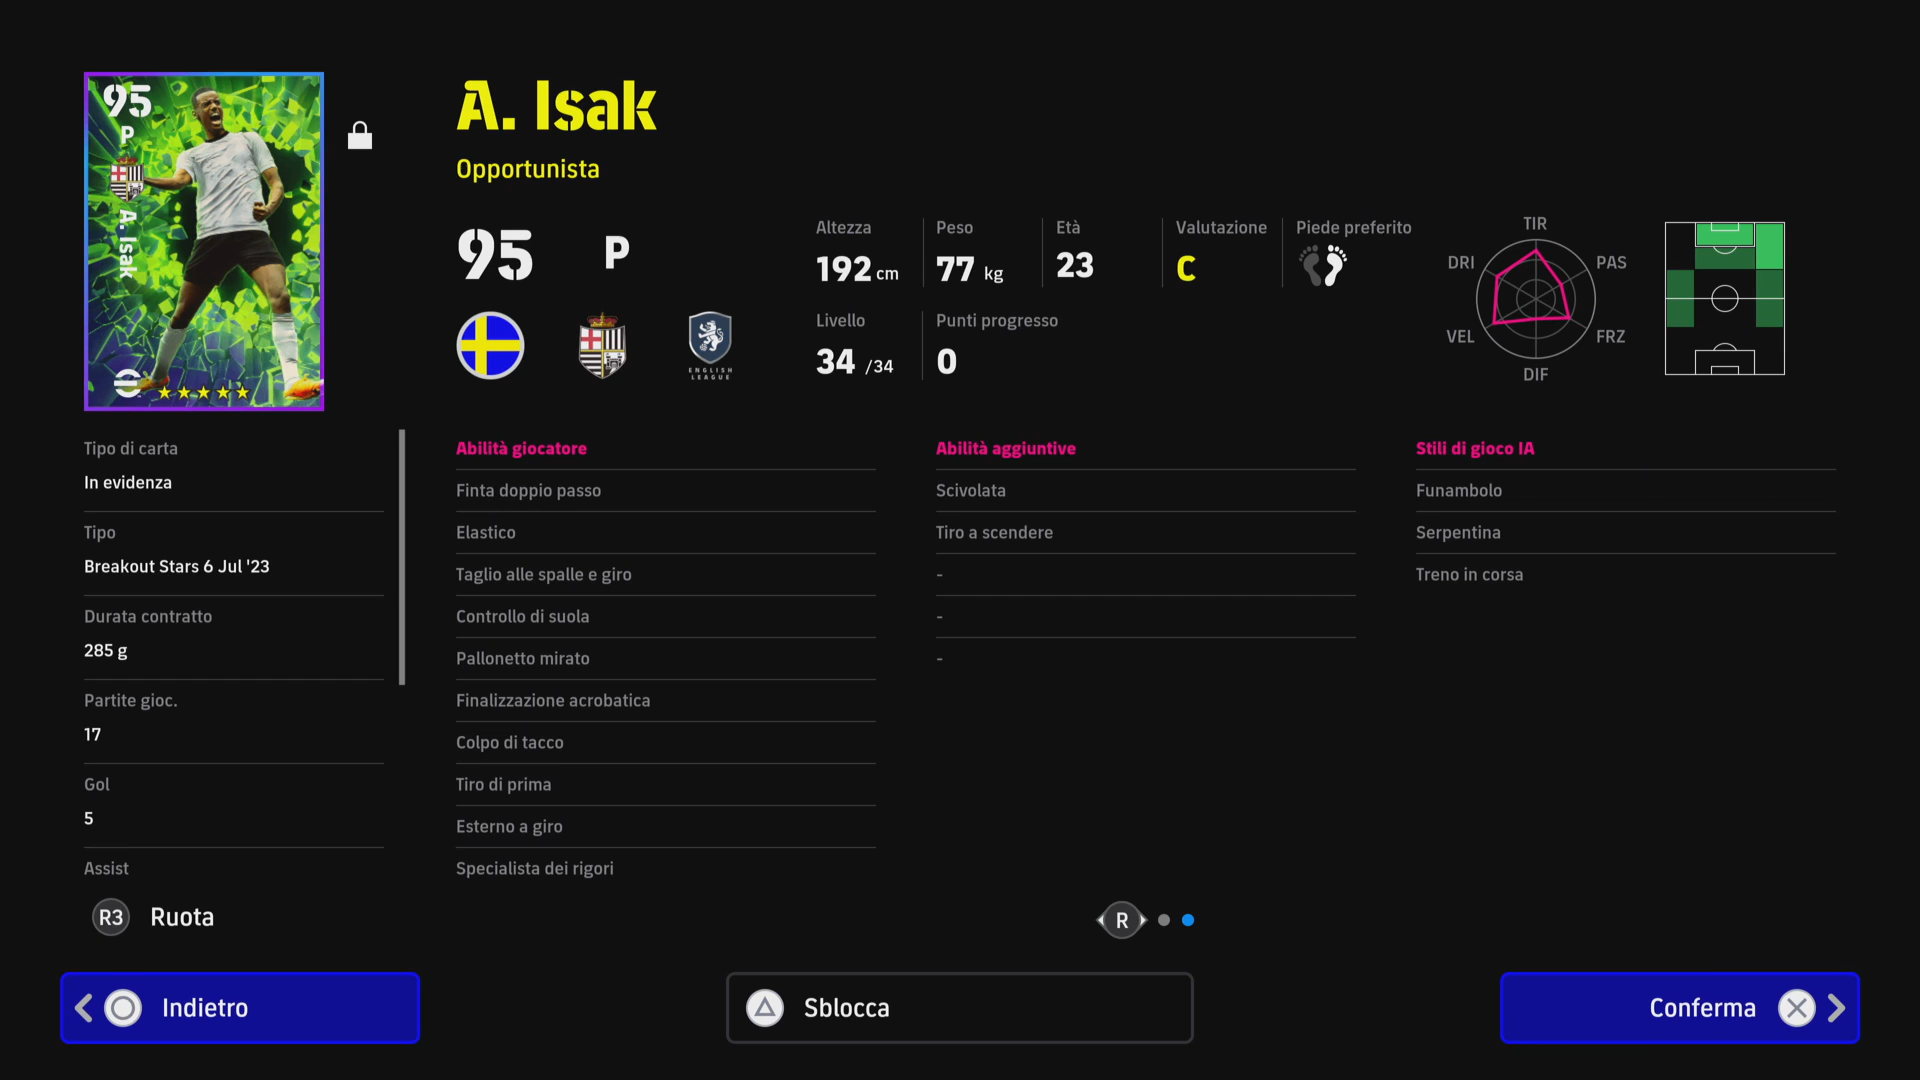 95
P
A. Isak
A. Isak
Opportunista
95
P
Altezza
192 cm
Peso
77 kg
Età
23
Valutazione
C
Piede preferito
Livello
34 /34
Punti progresso
0
ENGLISH
LEAGUE
TIR
PAS
FRZ
DIF
VEL
DRI
Tipo di carta
In evidenza
Tipo
Breakout Stars 6 Jul '23
Durata contratto
285 g
Partite gioc.
17
Gol
5
Assist
Abilità giocatore
Finta doppio passo
Elastico
Taglio alle spalle e giro
Controllo di suola
Pallonetto mirato
Finalizzazione acrobatica
Colpo di tacco
Tiro di prima
Esterno a giro
Specialista dei rigori
Abilità aggiuntive
Scivolata
Tiro a scendere
-
-
-
Stili di gioco IA
Funambolo
Serpentina
Treno in corsa
R3 Ruota
R
Indietro
Sblocca
Conferma